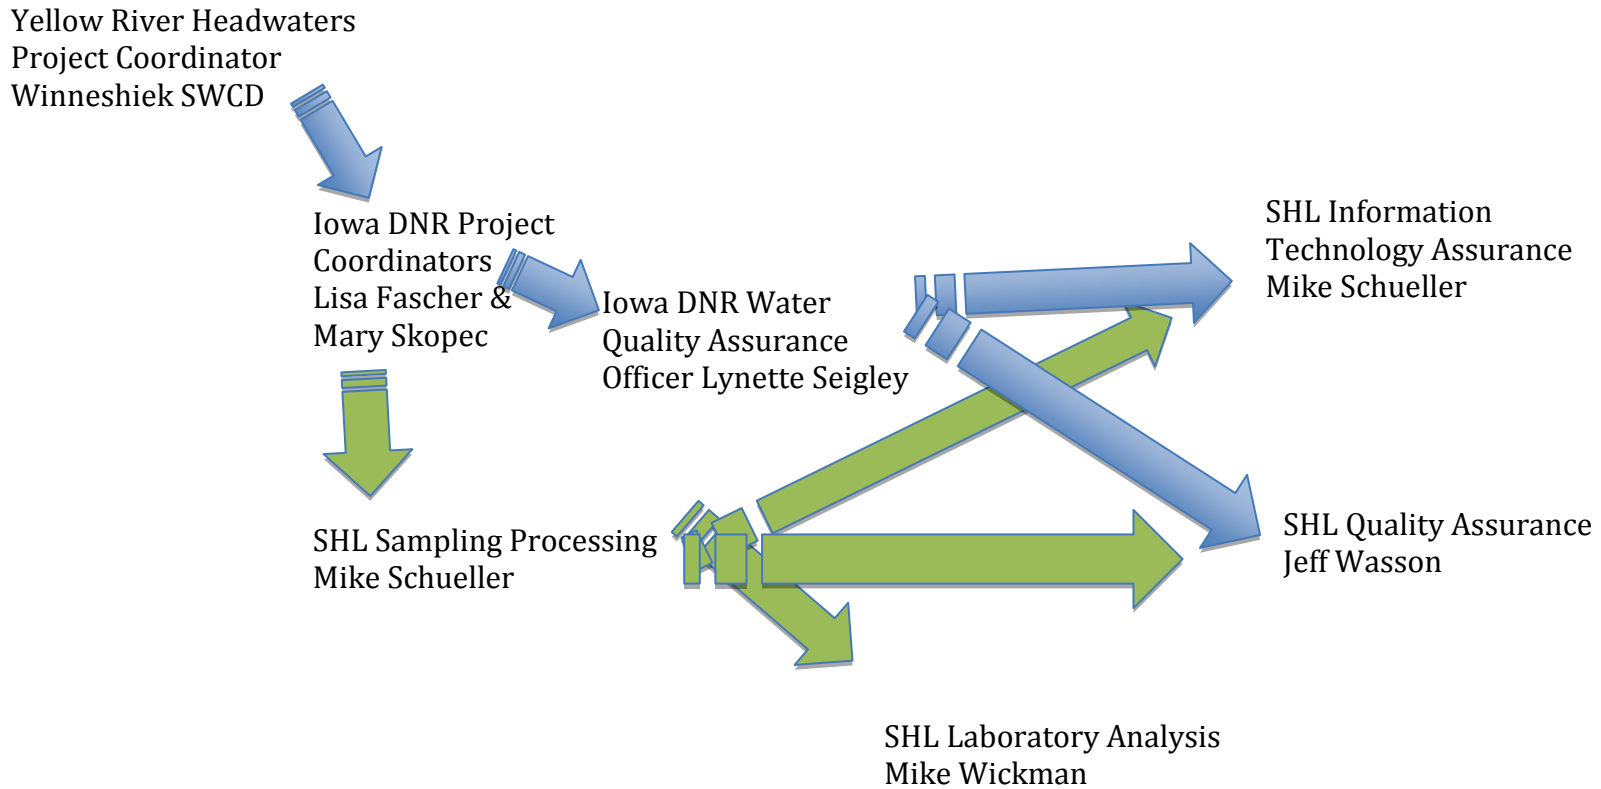 Yellow River Headwaters
Project Coordinator
Winneshiek SWCD
Iowa DNR Project
Coordinators
Lisa Fascher &
Mary Skopec
Iowa DNR Water
Quality Assurance
Officer Lynette Seigley
SHL Information
Technology Assurance
Mike Schueller
SHL Sampling Processing
Mike Schueller
SHL Quality Assurance
Jeff Wasson
SHL Laboratory Analysis
Mike Wickman